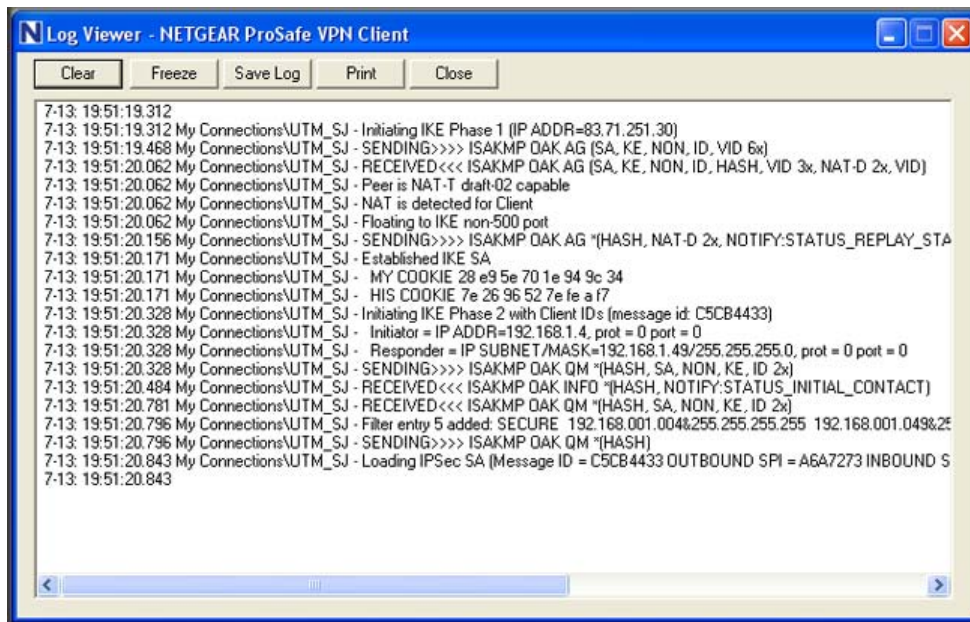 Log Viewer - NETGEAR ProSafe VPN Client
Clear Freeze Save Log Print Close
7-13: 19:51:19.312
7-13: 19:51:19.312 My Connections\UTM_SJ - Initiating IKE Phase 1 (IP ADDR=83.71.251.30)
7-13: 19:51:19.468 My Connections\UTM_SJ - SENDING>>>> ISAKMP OAK AG (SA, KE, NON, ID, VID 6x)
7-13: 19:51:20.062 My Connections\UTM_SJ - RECEIVED<<< ISAKMP OAK AG (SA, KE, NON, ID, HASH, VID 3x, NAT-D 2x, VID)
7-13: 19:51:20.062 My Connections\UTM_SJ - Peer is NAT-T draft-02 capable
7-13: 19:51:20.062 My Connections\UTM_SJ - NAT is detected for Client
7-13: 19:51:20.062 My Connections\UTM_SJ - Floating to IKE non-500 port
7-13: 19:51:20.156 My Connections\UTM_SJ - SENDING>>>> ISAKMP OAK AG *(HASH, NAT-D 2x, NOTIFY:STATUS_REPLAY_STA
7-13: 19:51:20.171 My Connections\UTM_SJ - Established IKE SA
7-13: 19:51:20.171 My Connections\UTM_SJ - MY COOKIE 28 e9 5e 70 1e 94 9c 34
7-13: 19:51:20.171 My Connections\UTM_SJ - HIS COOKIE 7e 26 96 52 7e fe a f7
7-13: 19:51:20.328 My Connections\UTM_SJ - Initiating IKE Phase 2 with Client IDs (message id: C5CB4433)
7-13: 19:51:20.328 My Connections\UTM_SJ - Initiator = IP ADDR=192.168.1.4, prot = 0 port = 0
7-13: 19:51:20.328 My Connections\UTM_SJ - Responder = IP SUBNET/MASK=192.168.1.49/255.255.255.0, prot = 0 port = 0
7-13: 19:51:20.328 My Connections\UTM_SJ - SENDING>>>> ISAKMP OAK QM *(HASH, SA, NON, KE, ID 2x)
7-13: 19:51:20.484 My Connections\UTM_SJ - RECEIVED<<< ISAKMP OAK INFO *(HASH, NOTIFY:STATUS_INITIAL_CONTACT)
7-13: 19:51:20.781 My Connections\UTM_SJ - RECEIVED<<< ISAKMP OAK QM *(HASH, SA, NON, KE, ID 2x)
7-13: 19:51:20.796 My Connections\UTM_SJ - Filter entry 5 added: SECURE 192.168.001.004&255.255.255.255 192.168.001.049&25
7-13: 19:51:20.796 My Connections\UTM_SJ - SENDING>>>> ISAKMP OAK QM *(HASH)
7-13: 19:51:20.843 My Connections\UTM_SJ - Loading IPSec SA (Message ID = C5CB4433 OUTBOUND SPI = A6A7273 INBOUND S
7-13: 19:51:20.843